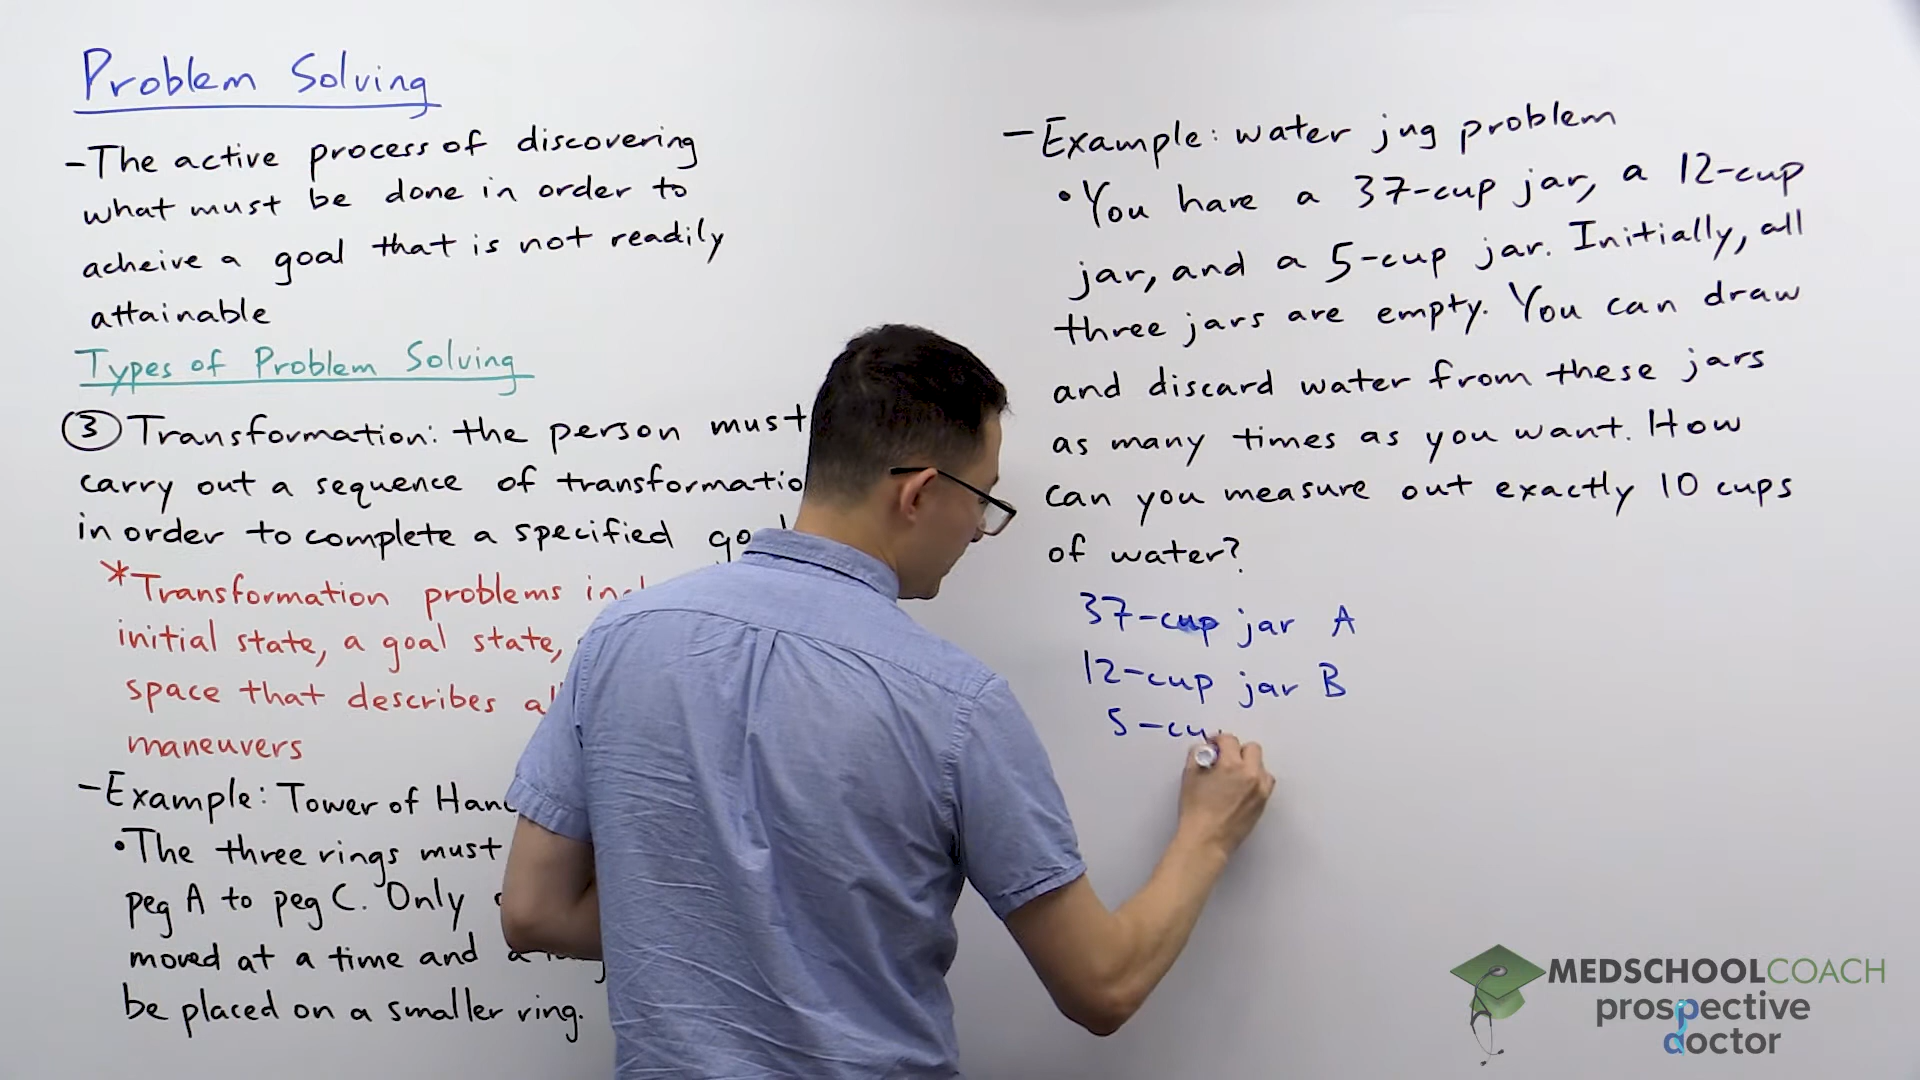 Problem Solving
-The active process of discovering
what must be done in order to
acheive a goal that is not readily
attainable
Types of Problem Solving
③ Transformation: the person must
carry out a sequence of transformatio
in order to complete a specified
*Transformation problems
initial state, a goal state,
space that describes
maneuvers
-Example: Tower of
•The three rings must
peg A to peg C. Only
moved at a time and
be placed on a smaller ring.
-Example: water jug problem
•You have a 37-cup jar, a 12-cup
jar, and a 5-cup jar. Initially, all
three jars are empty. You can draw
and discard water from these jars
as many times as you want. How
can you measure out exactly 10 cups
of water?
37-cup jar A
12-cup jar B
5-cu
MEDSCHOOLCOACH
prospective
doctor